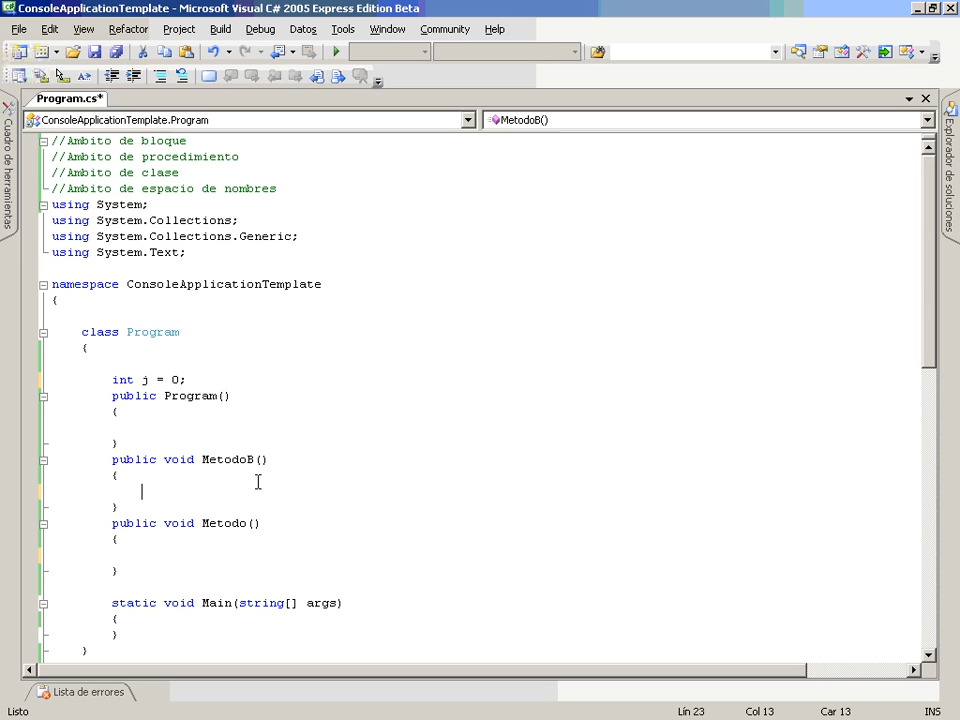 ConsoleApplicationTemplate - Microsoft Visual C# 2005 Express Edition Beta
File Edit View Refactor Project Build Debug Datos Tools Window Community Help
Program.cs*
ConsoleApplicationTemplate.Program
MetodoB()
Cuadro de herramientas
Explorador de soluciones
//Ambito de bloque
//Ambito de procedimiento
//Ambito de clase
//Ambito de espacio de nombres
using System;
using System.Collections;
using System.Collections.Generic;
using System.Text;
namespace ConsoleApplicationTemplate
{
class Program
{
int j = 0;
public Program()
{
}
public void MetodoB()
{
}
public void Metodo()
{
}
static void Main(string[] args)
{
}
}
Lista de errores
Listo Lín 23 Col 13 Car 13 INS